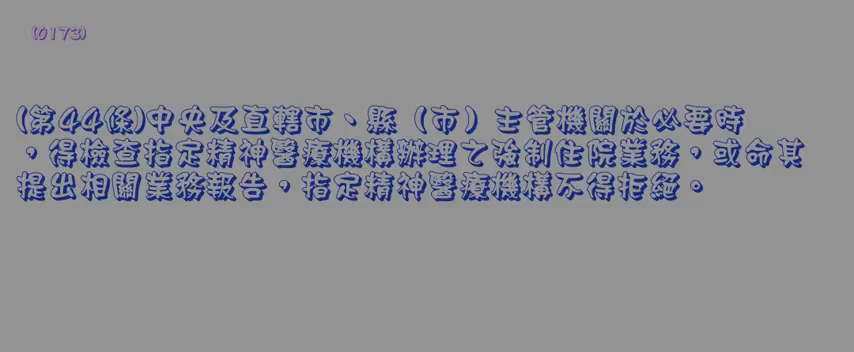 (0173)
(第44條)中央及直轄市、縣（市）主管機關於必要時
，得檢查指定精神醫療機構辦理之強制住院業務，或命其
提出相關業務報告，指定精神醫療機構不得拒絕。